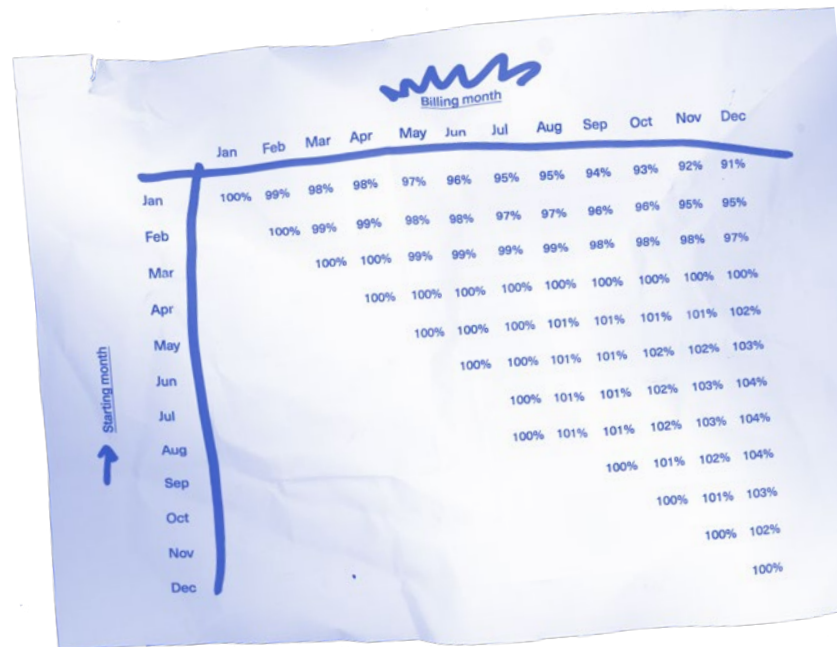 Billing month
Jan Feb Mar Apr May Jun Jul Aug Sep Oct Nov Dec
Jan 100% 99% 98% 98% 97% 96% 95% 95% 94% 93% 92% 91%
Feb 100% 99% 99% 98% 98% 97% 97% 96% 96% 95% 95%
Mar 100% 100% 99% 99% 99% 99% 98% 98% 98% 97%
Apr 100% 100% 100% 100% 100% 100% 100% 100% 100%
May 100% 100% 100% 101% 101% 101% 101% 102%
Jun 100% 100% 101% 101% 102% 102% 103%
Jul 100% 101% 101% 102% 103% 104%
Aug 100% 101% 101% 102% 103% 104%
Sep 100% 101% 102% 104%
Oct 100% 101% 103%
Nov 100% 102%
Dec 100%
Starting month